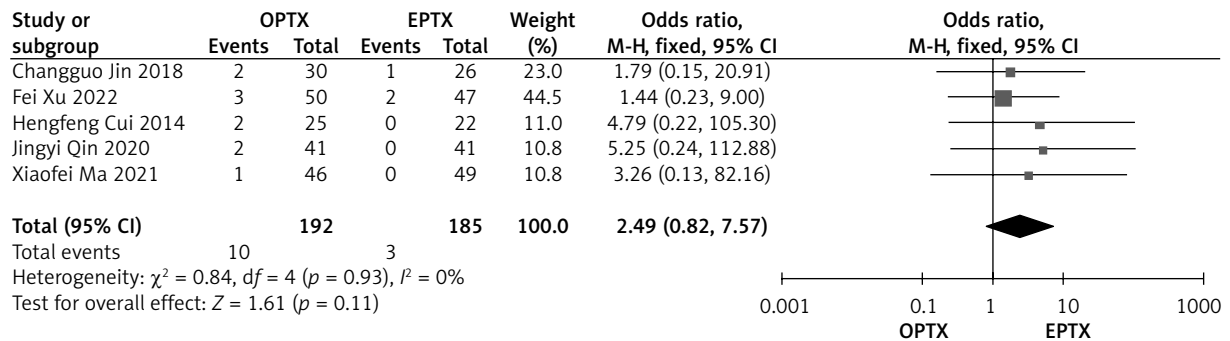 Study or OPTX EPTX Weight Odds ratio, Odds ratio,
subgroup Events Total Events Total (%) M-H, fixed, 95% CI M-H, fixed, 95% CI
Changguo Jin 2018 2 30 1 26 23.0 1.79 (0.15, 20.91)
Fei Xu 2022 3 50 2 47 44.5 1.44 (0.23, 9.00)
Hengfeng Cui 2014 2 25 0 22 11.0 4.79 (0.22, 105.30)
Jingyi Qin 2020 2 41 0 41 10.8 5.25 (0.24, 112.88)
Xiaofei Ma 2021 1 46 0 49 10.8 3.26 (0.13, 82.16)
Total (95% CI) 192 185 100.0 2.49 (0.82, 7.57)
Total events 10 3
Heterogeneity: χ² = 0.84, df = 4 (p = 0.93), I² = 0%
Test for overall effect: Z = 1.61 (p = 0.11)
0.001 0.1 1 10 1000
OPTX EPTX